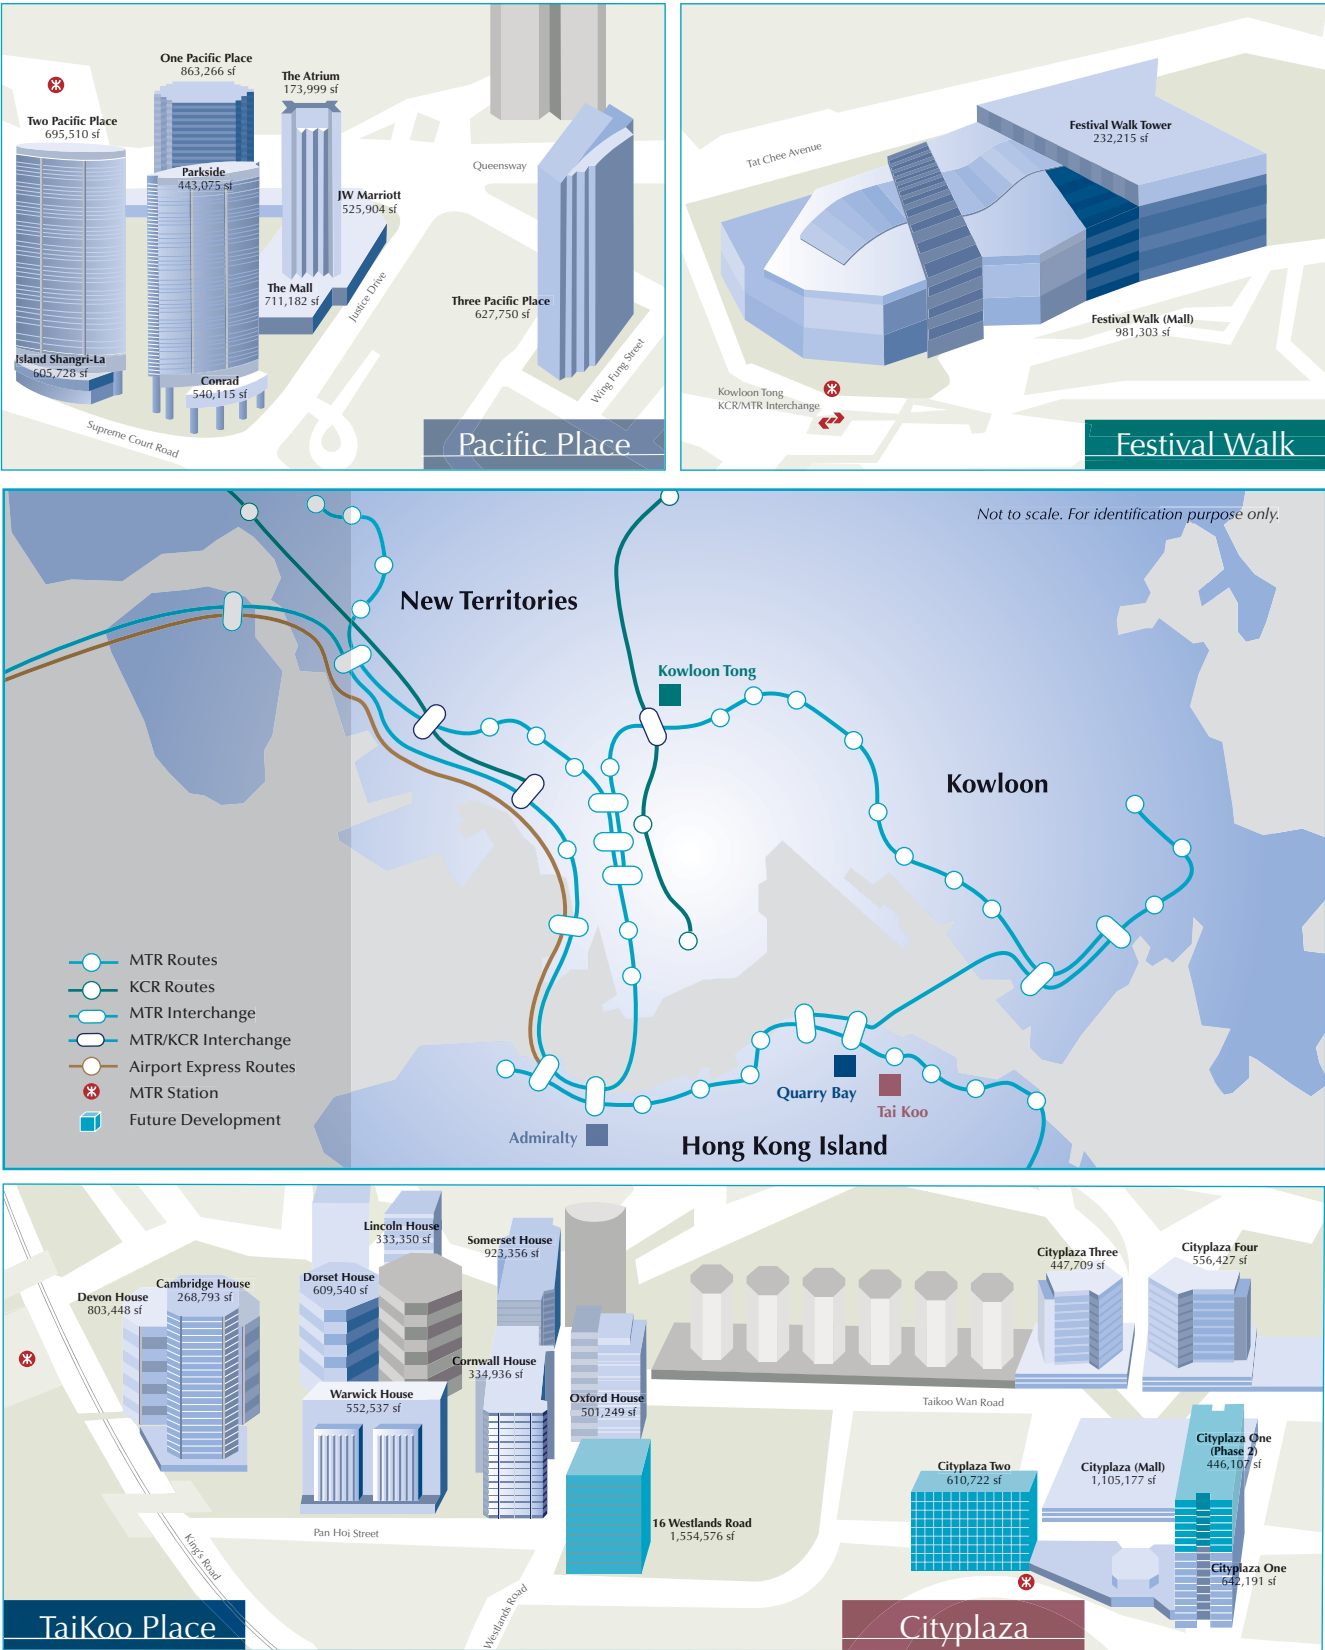 One Pacific Place
863,266 sf
The Atrium
173,999 sf
Two Pacific Place
695,510 sf
Parkside
443,075 sf
JW Marriott
525,904 sf
Queensway
The Mall
711,182 sf
Justice Drive
Three Pacific Place
627,750 sf
Island Shangri-La
605,728 sf
Conrad
540,115 sf
Wing Fung Street
Supreme Court Road
Pacific Place
Festival Walk Tower
232,215 sf
Tat Chee Avenue
Festival Walk (Mall)
981,303 sf
Kowloon Tong
KCR/MTR Interchange
Festival Walk
Not to scale. For identification purpose only.
New Territories
Kowloon Tong
Kowloon
MTR Routes
KCR Routes
MTR Interchange
MTR/KCR Interchange
Airport Express Routes
MTR Station
Future Development
Quarry Bay
Tai Koo
Admiralty
Hong Kong Island
Lincoln House
333,350 sf
Somerset House
923,356 sf
Dorset House
609,540 sf
Cambridge House
268,793 sf
Devon House
803,448 sf
Cornwall House
334,936 sf
Warwick House
552,537 sf
Oxford House
501,249 sf
16 Westlands Road
1,554,576 sf
Pan Hoi Street
King's Road
Westlands Road
TaiKoo Place
Cityplaza Three
447,709 sf
Cityplaza Four
556,427 sf
Taikoo Wan Road
Cityplaza One
(Phase 2)
446,107 sf
Cityplaza Two
610,722 sf
Cityplaza (Mall)
1,105,177 sf
Cityplaza One
642,191 sf
Cityplaza